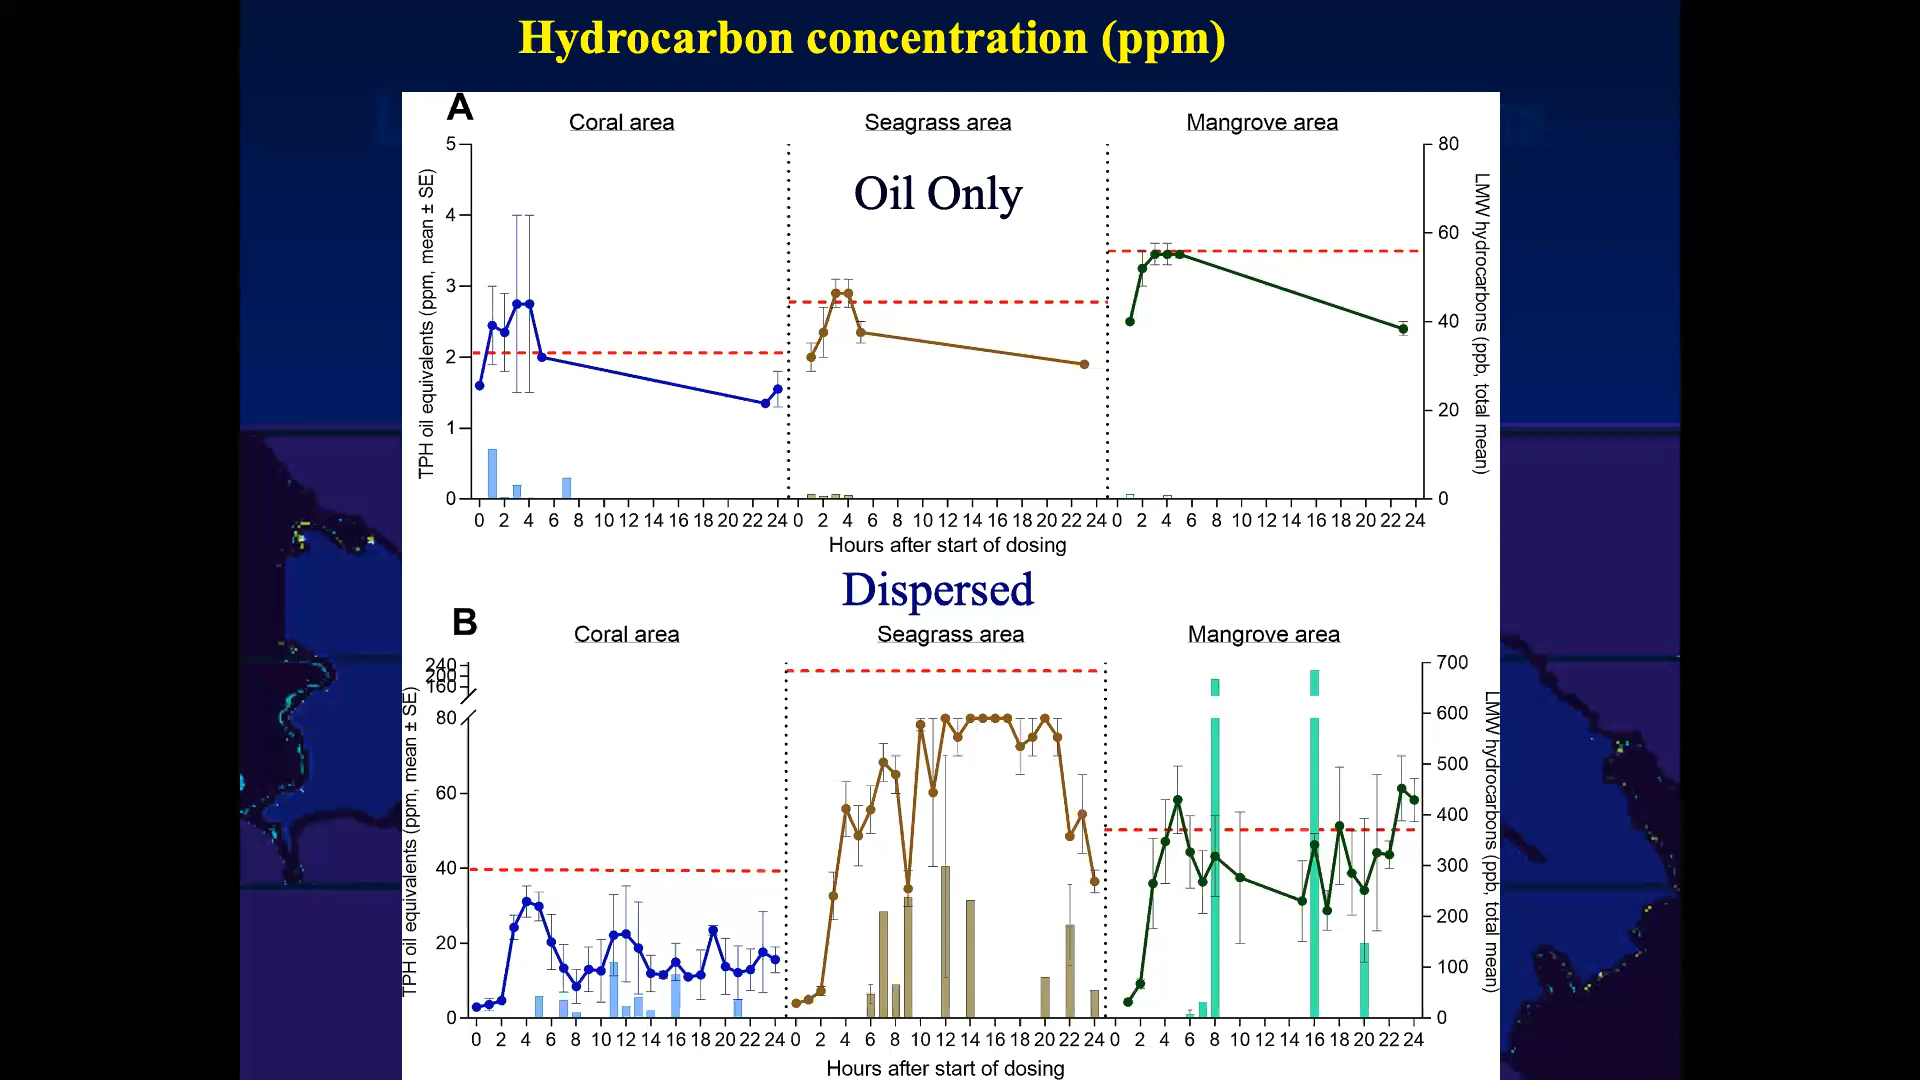 Hydrocarbon concentration (ppm)
A
Coral area
Seagrass area
Mangrove area
Oil Only
TPH oil equivalents (ppm, mean ± SE)
5
4
3
2
1
0
80
60
40
20
0
LMW hydrocarbons (ppb, total mean)
0 2 4 6 8 10 12 14 16 18 20 22 24 0 2 4 6 8 10 12 14 16 18 20 22 24 0 2 4 6 8 10 12 14 16 18 20 22 24
Hours after start of dosing
Dispersed
B
Coral area
Seagrass area
Mangrove area
TPH oil equivalents (ppm, mean ± SE)
240
200
160
80
60
40
20
0
700
600
500
400
300
200
100
0
LMW hydrocarbons (ppb, total mean)
0 2 4 6 8 10 12 14 16 18 20 22 24 0 2 4 6 8 10 12 14 16 18 20 22 24 0 2 4 6 8 10 12 14 16 18 20 22 24
Hours after start of dosing